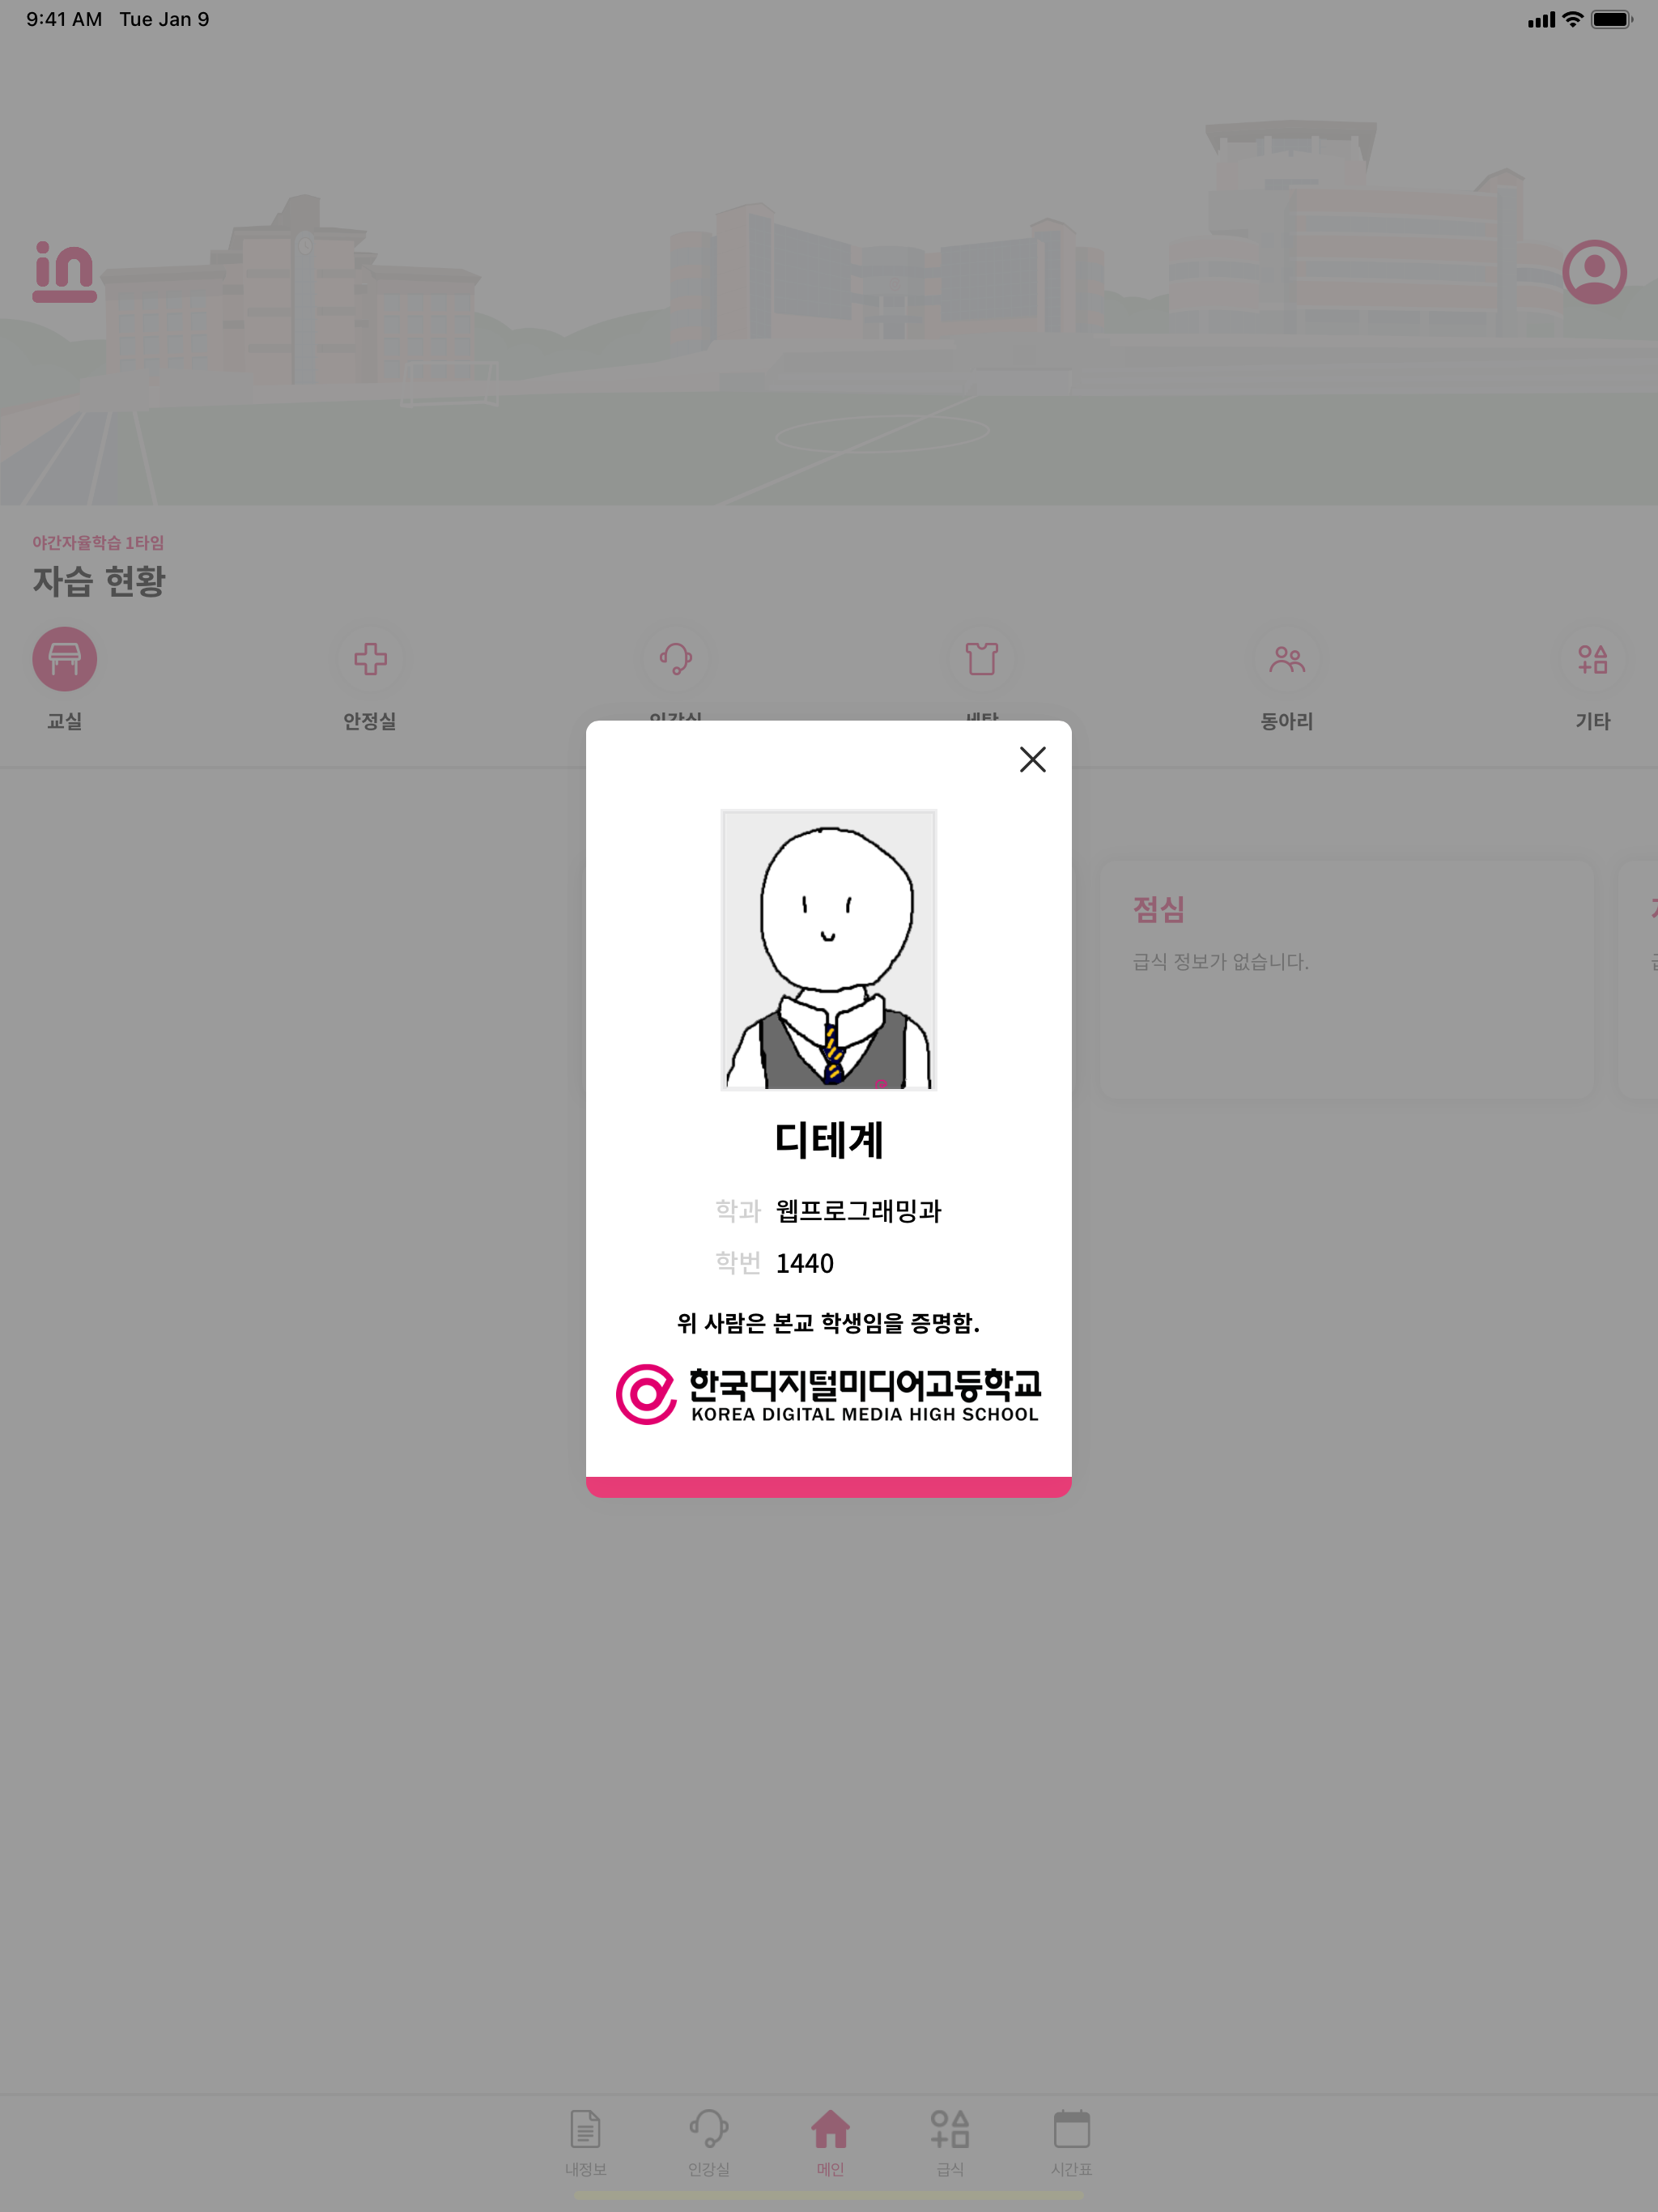 9:41 AM Tue Jan 9
in
야간자율학습 1타임
자습 현황
교실 안정실 동아리 기타
점심
급식 정보가 없습니다.
디테계
학과 웹프로그래밍과
학번 1440
위 사람은 본교 학생임을 증명함.
한국디지털미디어고등학교
KOREA DIGITAL MEDIA HIGH SCHOOL
내정보 인강실 메인 급식 시간표